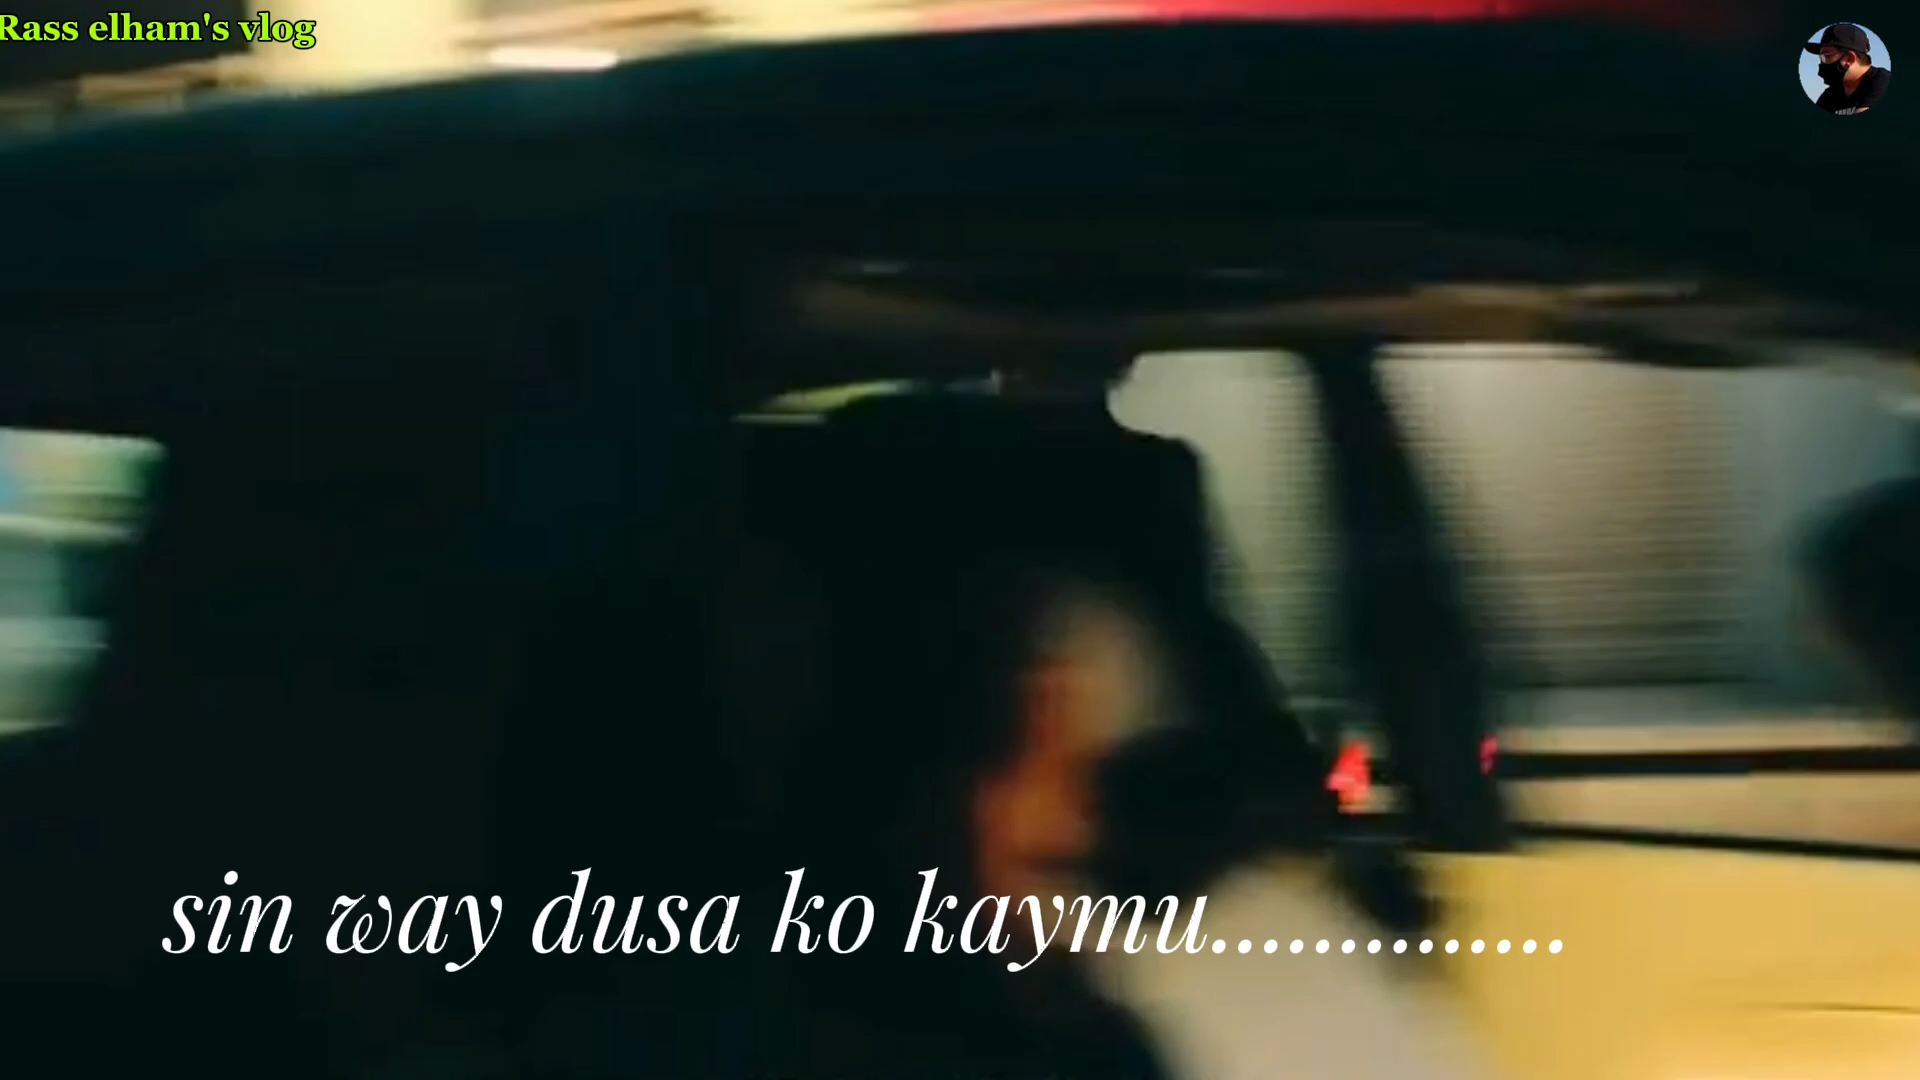 Rass elham's vlog
sin way dusa ko kaymu..............